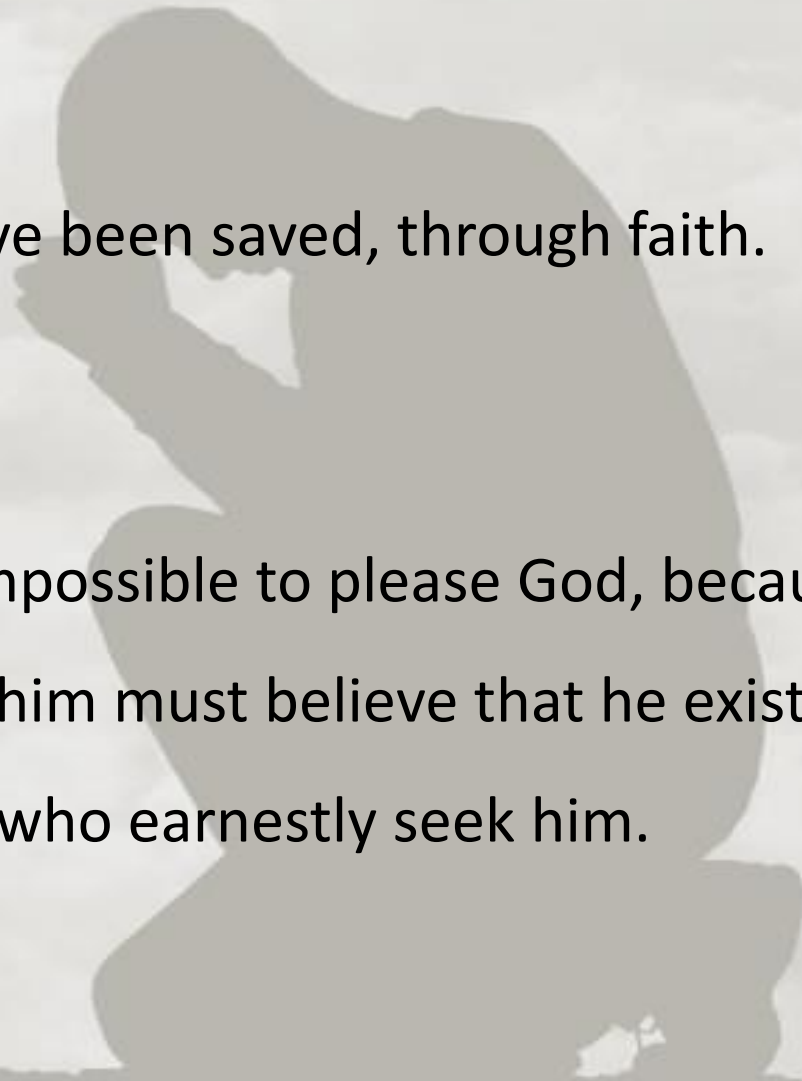 ve been saved, through faith.
mpossible to please God, becau
him must believe that he exist
who earnestly seek him.